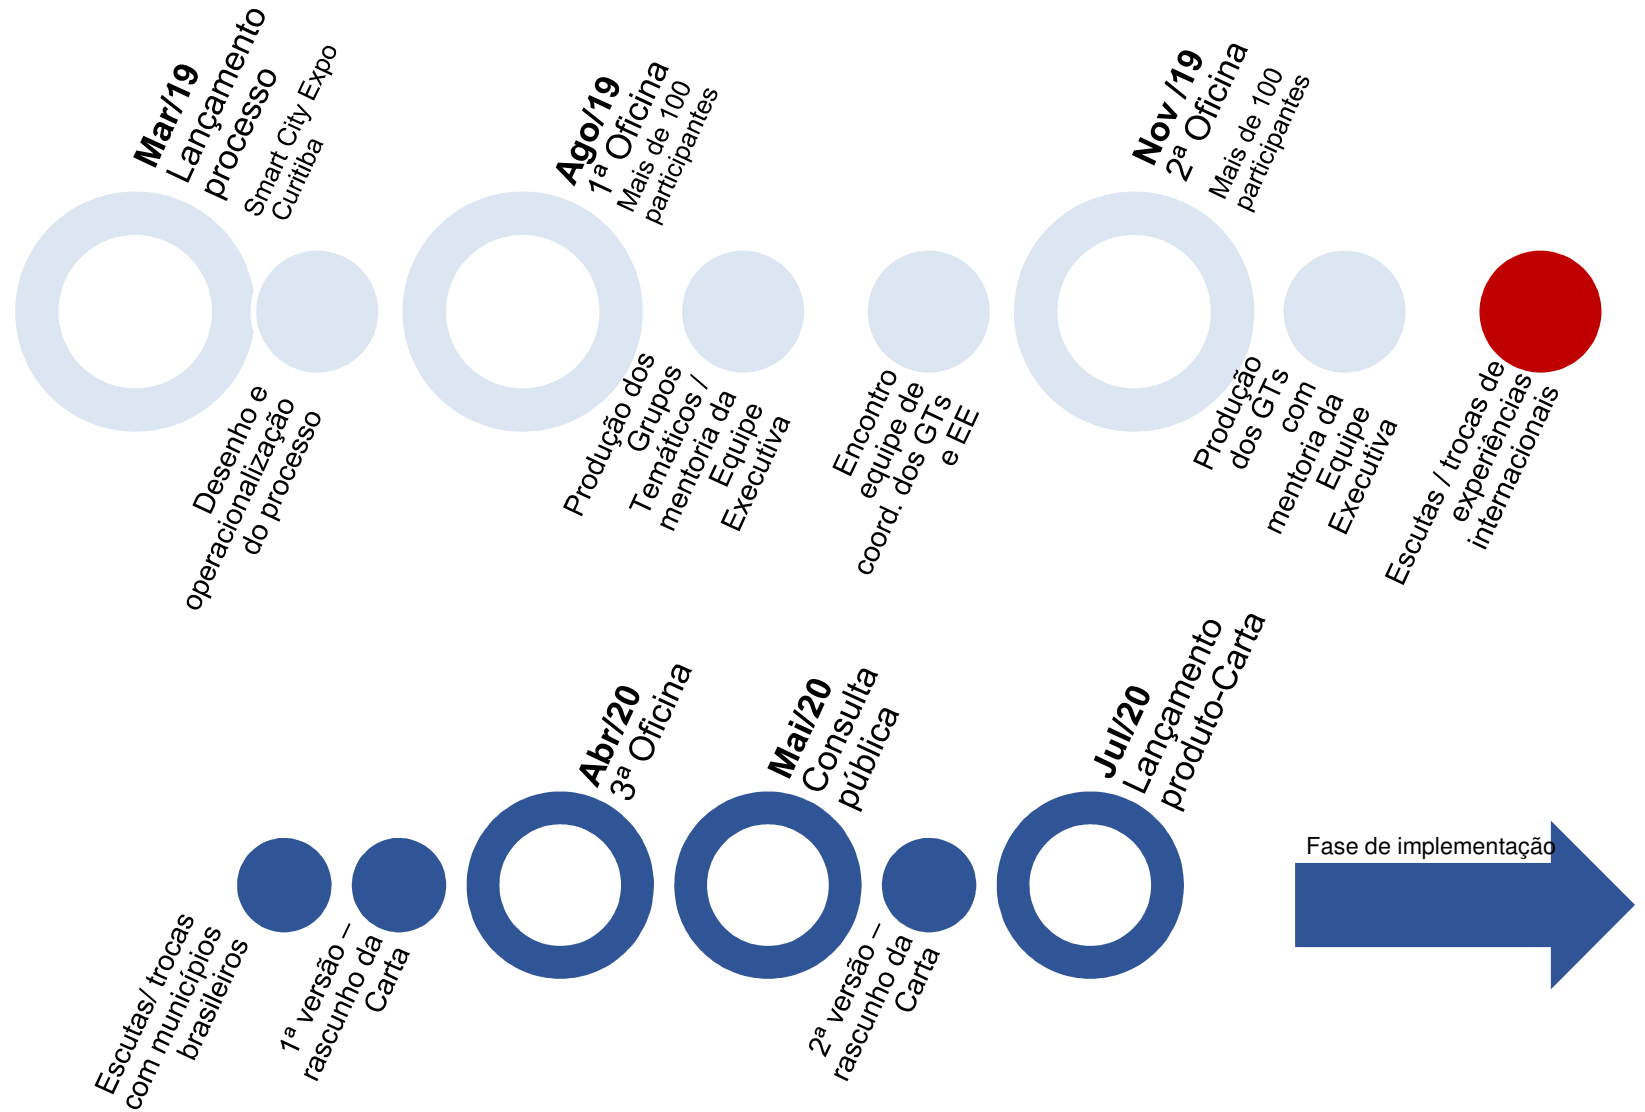 Mar/19
Lançamento
processo
Smart City Expo
Curitiba
Desenho e
operacionalização
do processo
Ago/19
1ª Oficina
Mais de 100
participantes
Produção dos
Grupos
Temáticos /
mentoria da
Equipe
Executiva
Encontro
equipe de
coord. dos GTs
e EE
Nov /19
2ª Oficina
Mais de 100
participantes
Produção
dos GTs
com
mentoria da
Equipe
Executiva
Escutas / trocas de
experiências
internacionais
Escutas/ trocas
com municípios
brasileiros
1ª versão –
rascunho da
Carta
Abr/20
3ª Oficina
Mai/20
Consulta
pública
2ª versão –
rascunho da
Carta
Jul/20
Lançamento
produto-Carta
Fase de implementação